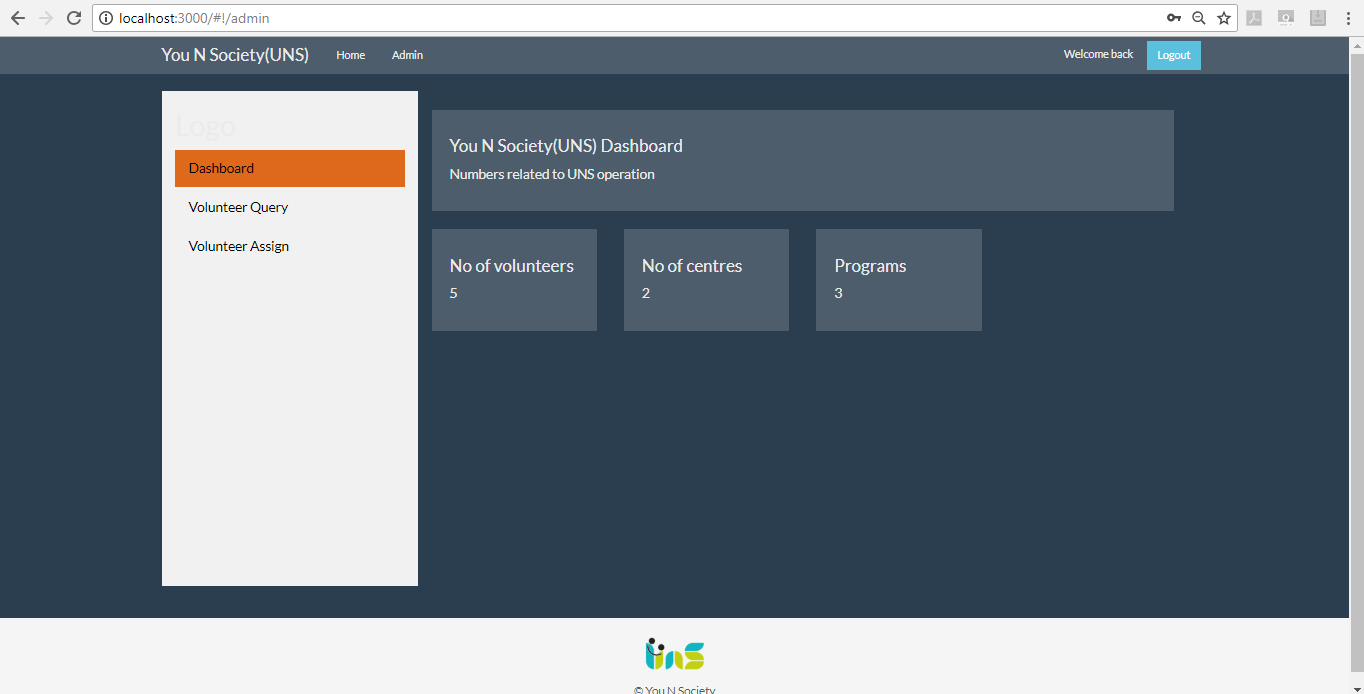 localhost:3000/#!/admin
You N Society(UNS) Home Admin Welcome back Logout
Logo
Dashboard
Volunteer Query
Volunteer Assign
You N Society(UNS) Dashboard
Numbers related to UNS operation
No of volunteers
5
No of centres
2
Programs
3
uns
© You N Society